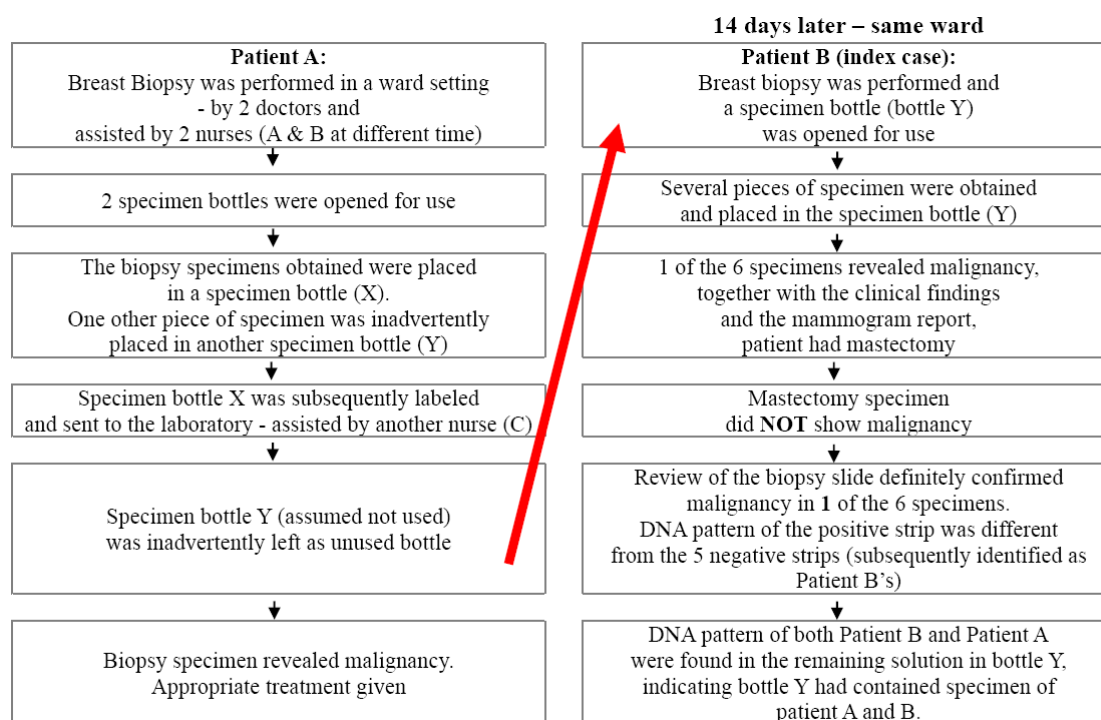 Patient A:
Breast Biopsy was performed in a ward setting
- by 2 doctors and
assisted by 2 nurses (A & B at different time)
2 specimen bottles were opened for use
The biopsy specimens obtained were placed
in a specimen bottle (X).
One other piece of specimen was inadvertently
placed in another specimen bottle (Y)
Specimen bottle X was subsequently labeled
and sent to the laboratory - assisted by another nurse (C)
Specimen bottle Y (assumed not used)
was inadvertently left as unused bottle
Biopsy specimen revealed malignancy.
Appropriate treatment given
14 days later – same ward
Patient B (index case):
Breast biopsy was performed and
a specimen bottle (bottle Y)
was opened for use
Several pieces of specimen were obtained
and placed in the specimen bottle (Y)
1 of the 6 specimens revealed malignancy,
together with the clinical findings
and the mammogram report,
patient had mastectomy
Mastectomy specimen
did NOT show malignancy
Review of the biopsy slide definitely confirmed
malignancy in 1 of the 6 specimens.
DNA pattern of the positive strip was different
from the 5 negative strips (subsequently identified as
Patient B’s)
DNA pattern of both Patient B and Patient A
were found in the remaining solution in bottle Y,
indicating bottle Y had contained specimen of
patient A and B.